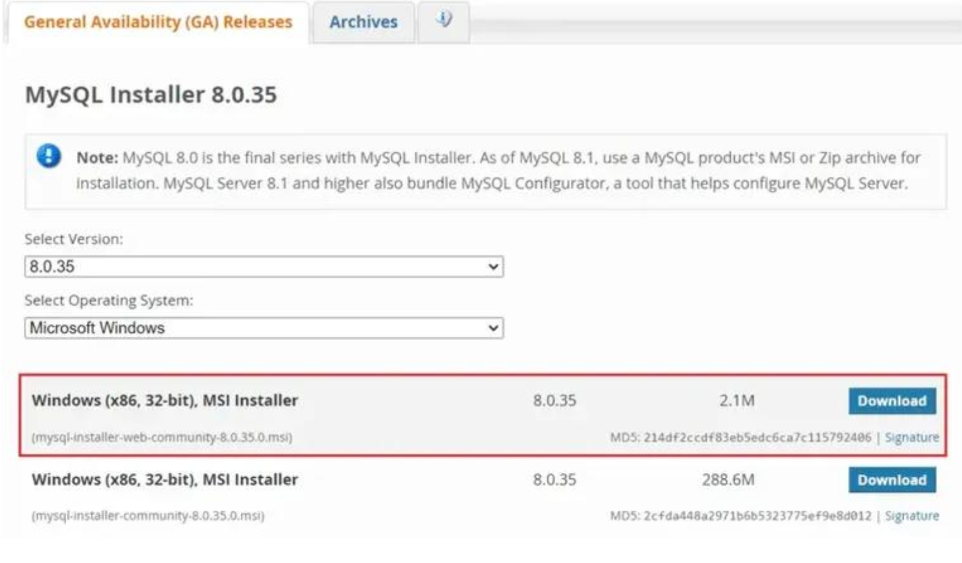 General Availability (GA) Releases
Archives
MySQL Installer 8.0.35
Note: MySQL 8.0 is the final series with MySQL Installer. As of MySQL 8.1, use a MySQL product's MSI or Zip archive for
installation. MySQL Server 8.1 and higher also bundle MySQL Configurator, a tool that helps configure MySQL Server.
Select Version:
8.0.35
Select Operating System:
Microsoft Windows
Windows (x86, 32-bit), MSI Installer 8.0.35 2.1M Download
(mysql-installer-web-community-8.0.35.0.msi) MD5: 214df2ccdf83eb5edc6ca7c115792406 | Signature
Windows (x86, 32-bit), MSI Installer 8.0.35 288.6M Download
(mysql-installer-community-8.0.35.0.msi) MD5: 2cfda448a2971b6b5323775ef9e8d012 | Signature